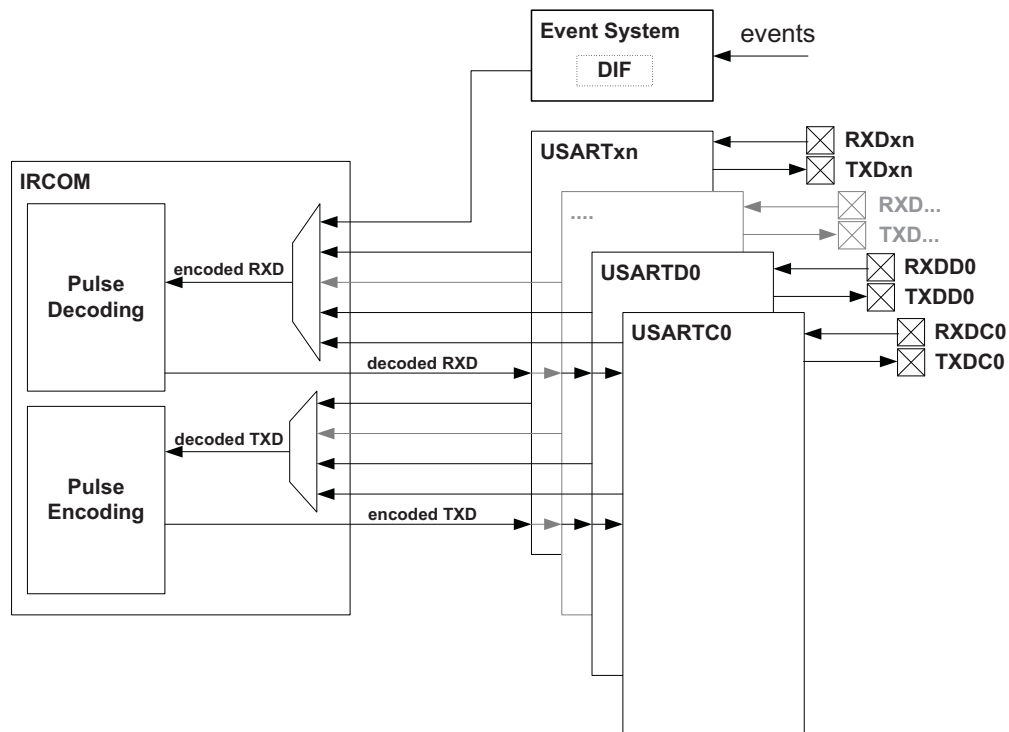 Event System
events
DIF
RXDxn
USARTxn
TXDxn
IRCOM
RXD...
....
TXD...
encoded RXD
USARTD0
RXDD0
Pulse
Decoding
TXDD0
USARTC0
RXDC0
decoded RXD
TXDC0
decoded TXD
Pulse
Encoding
encoded TXD